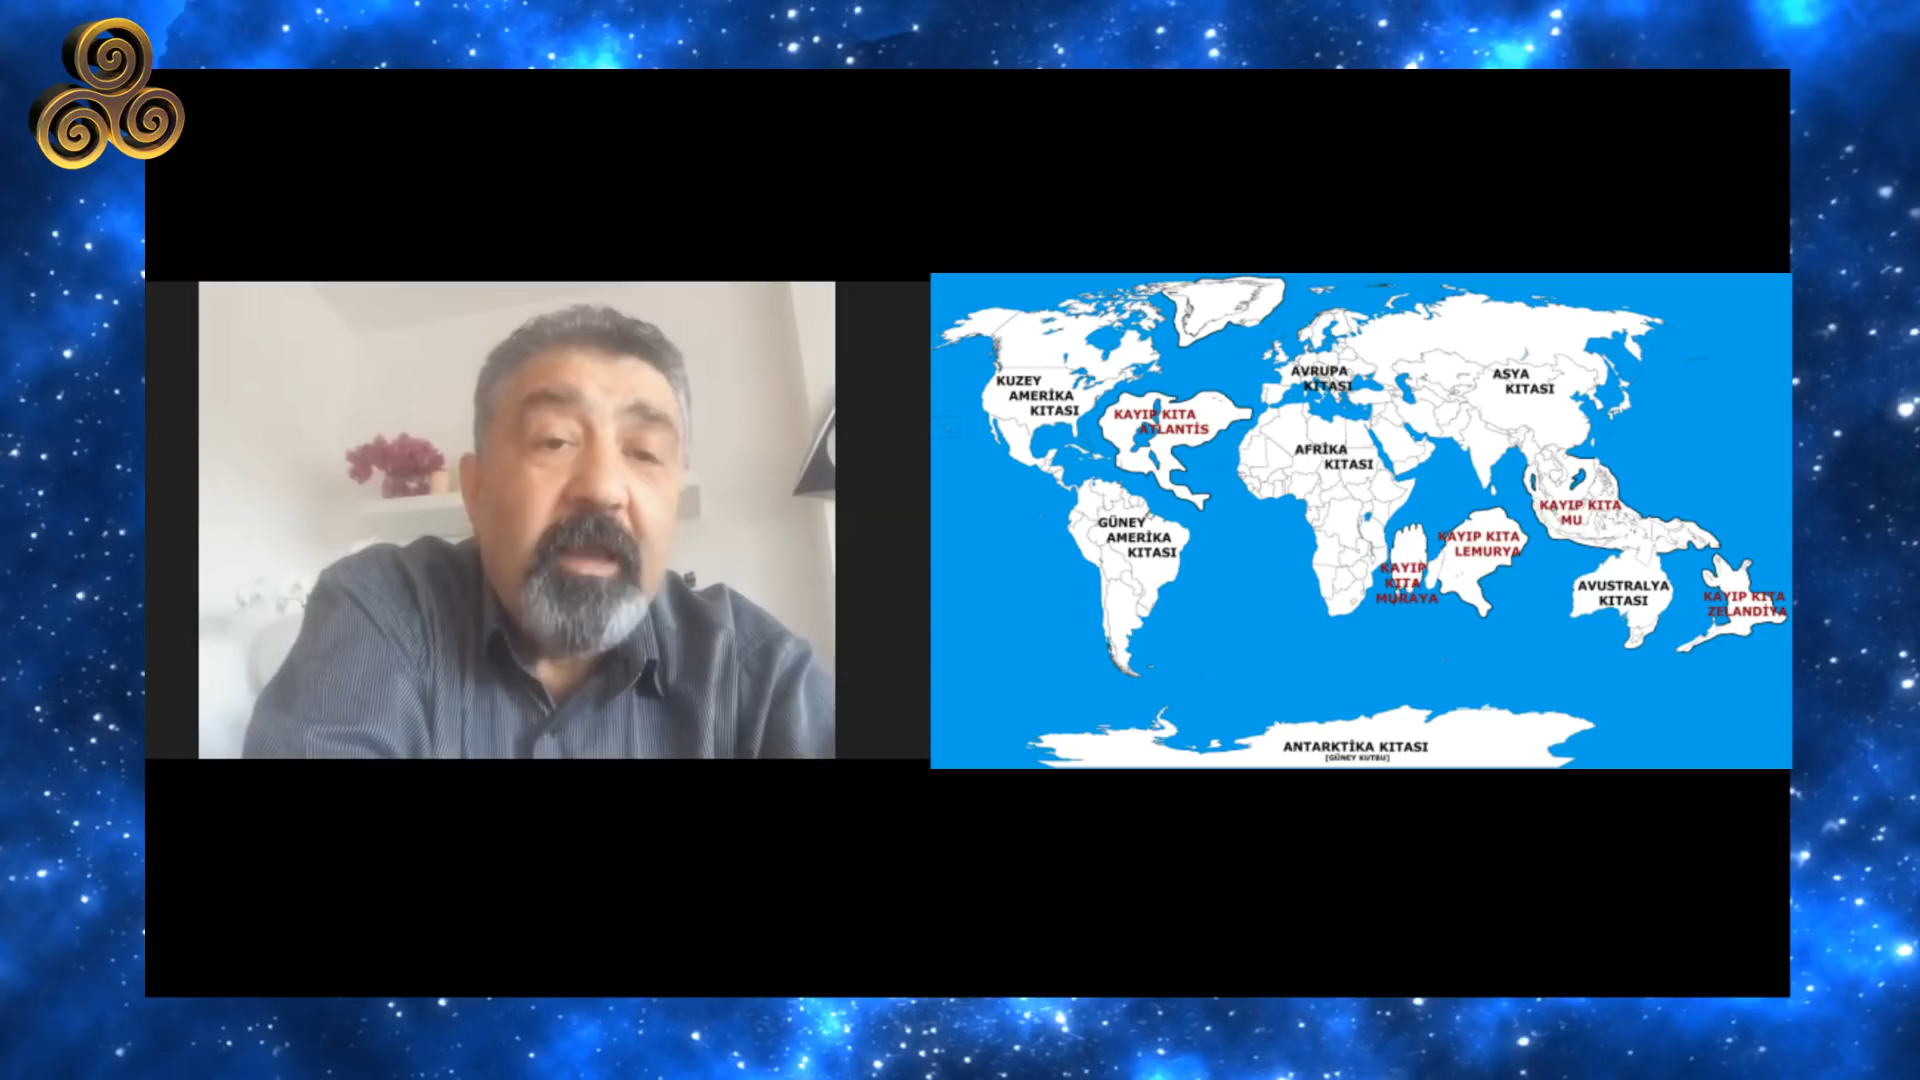 KUZEY
AMERİKA
KITASI
KAYIP KITA
ATLANTİS
AVRUPA
KITASI
ASYA
KITASI
AFRİKA
KITASI
GÜNEY
AMERİKA
KITASI
KAYIP KITA
MU
KAYIP KITA
LEMURYA
KAYIP
KITA
MURAYA
AVUSTRALYA
KITASI
KAYIP KITA
ZELANDİYA
ANTARKTİKA KITASI
[GÜNEY KUTBU]